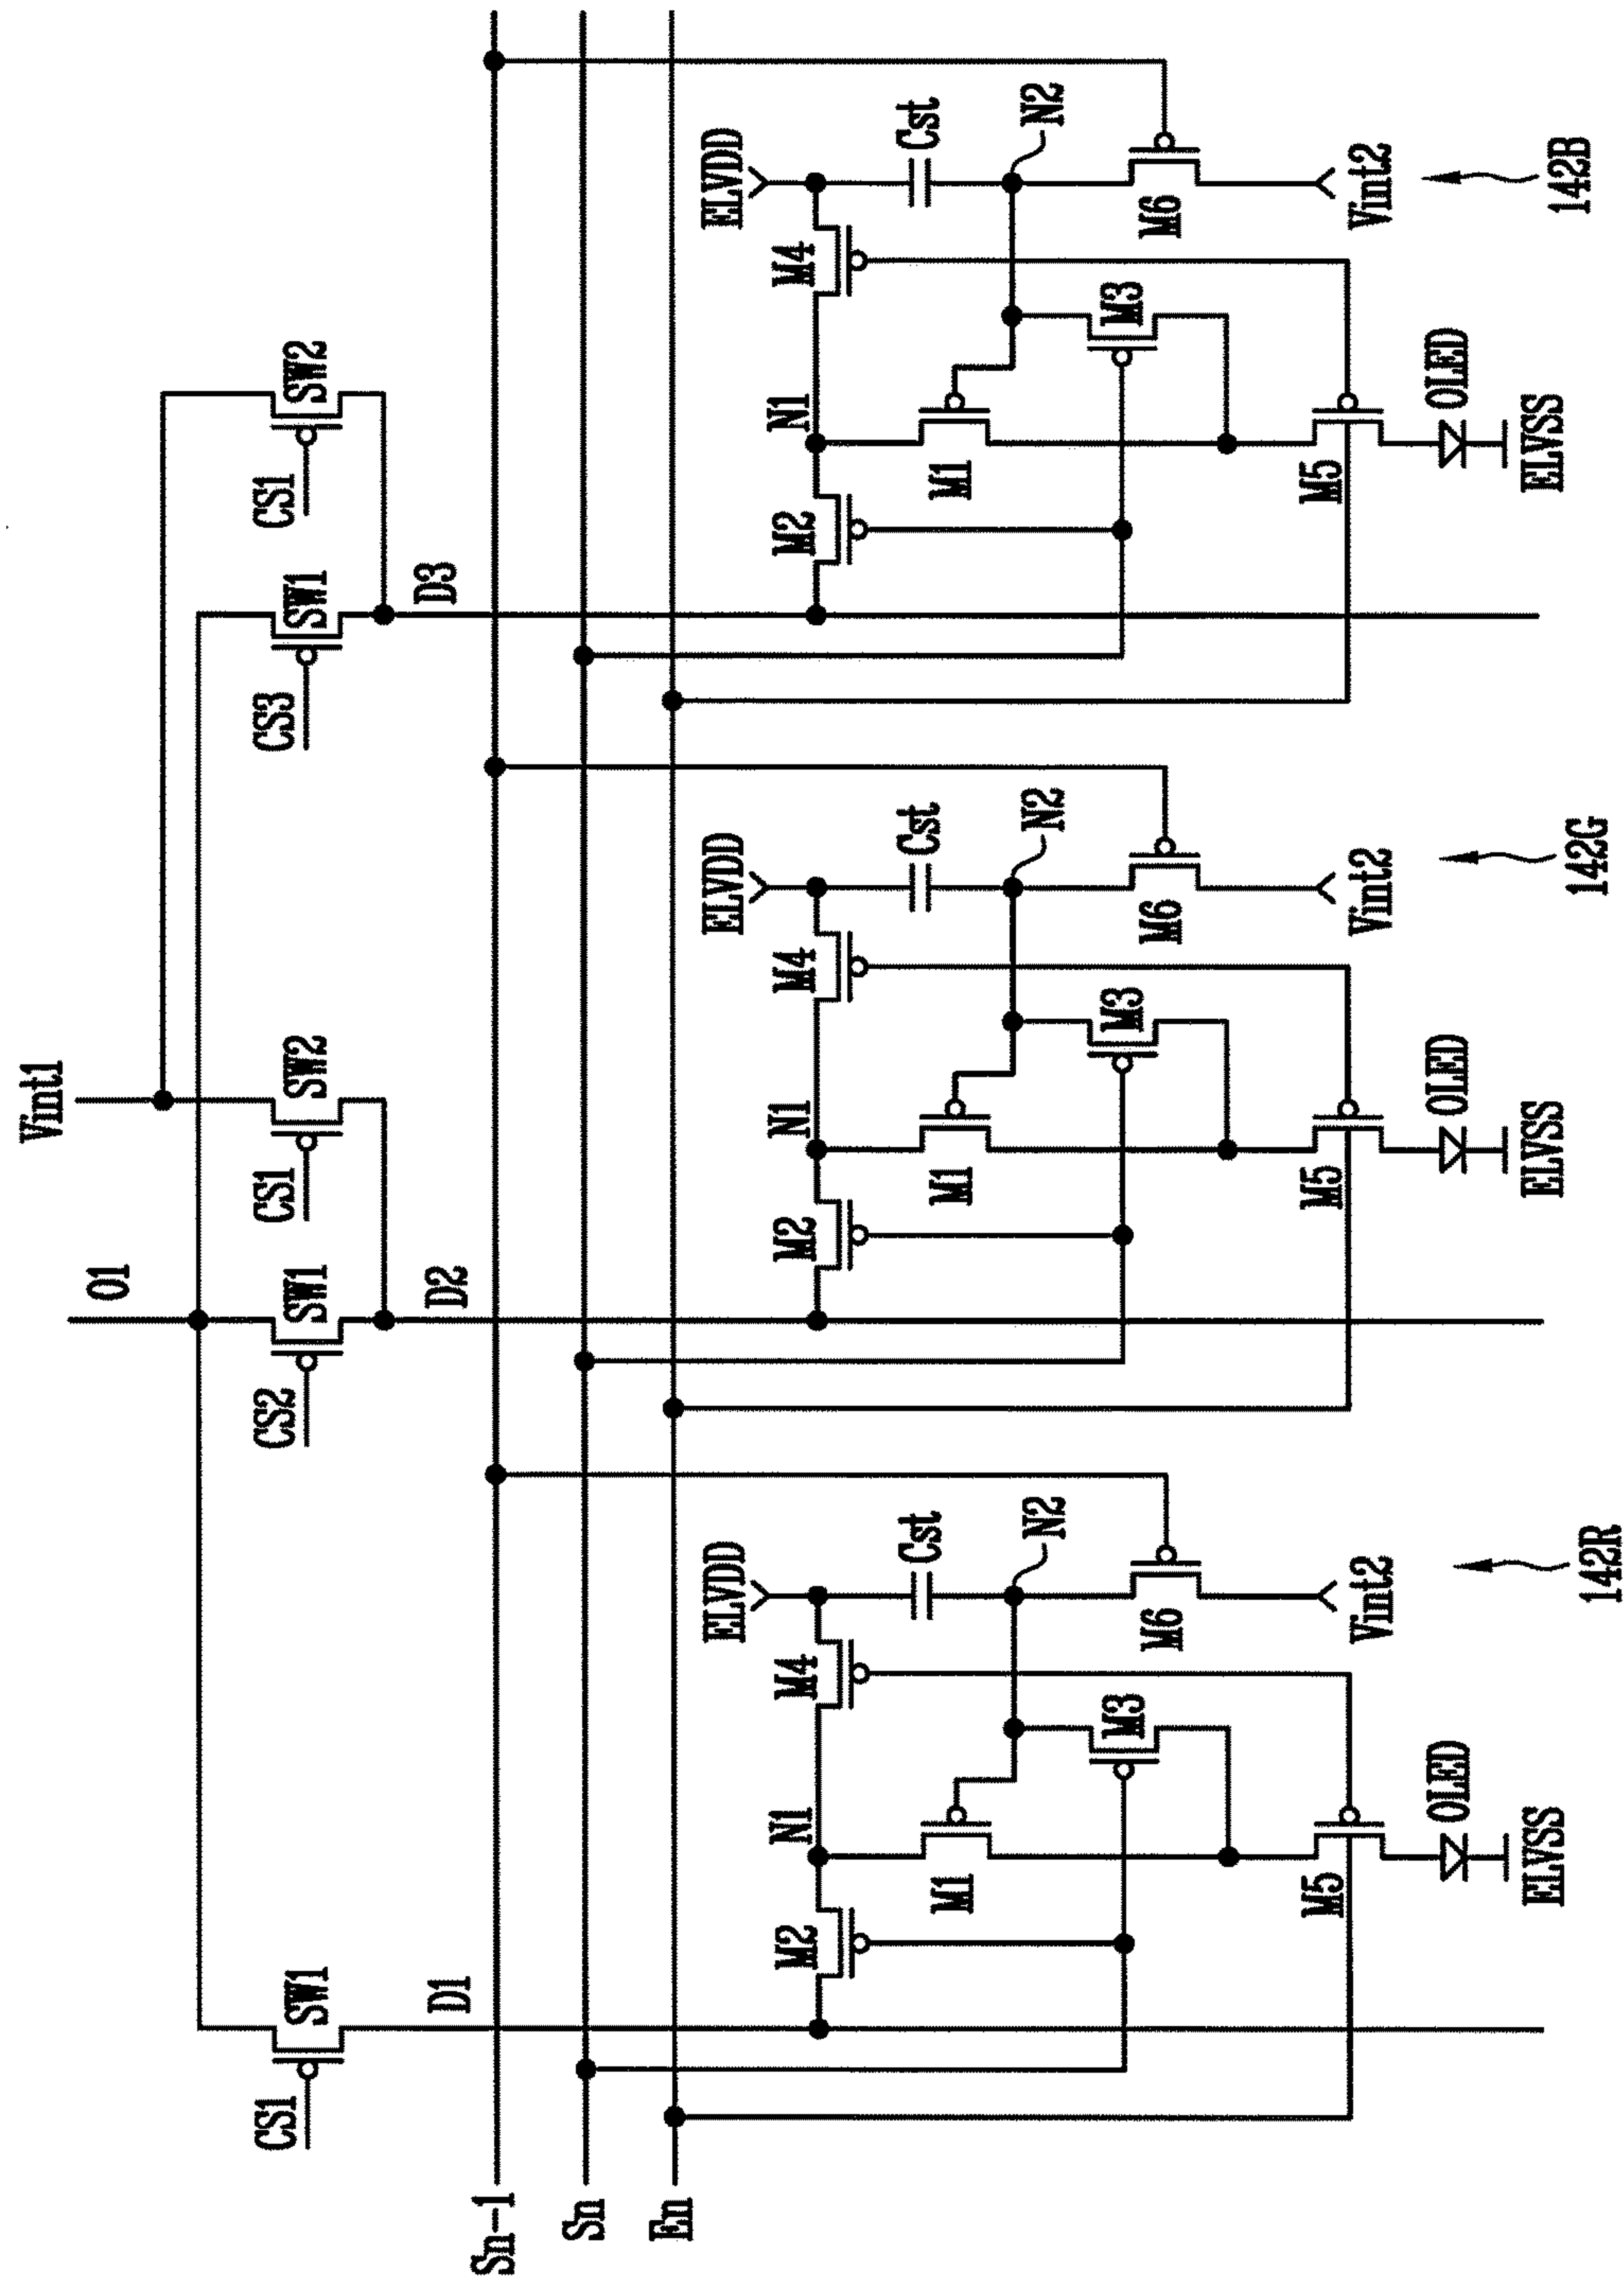 O1
Vint1
CS1
SW1
CS2
SW1
CS1
SW2
CS3
SW1
CS1
SW2
D1
D2
D3
Sn-1
Sn
En
ELVDD
M2
N1
M4
Cst
M1
N2
M3
M6
M5
Vint2
OLED
ELVSS
142R
ELVDD
M2
N1
M4
Cst
M1
N2
M3
M6
M5
Vint2
OLED
ELVSS
142G
ELVDD
M2
N1
M4
Cst
M1
N2
M3
M6
M5
Vint2
OLED
ELVSS
142B